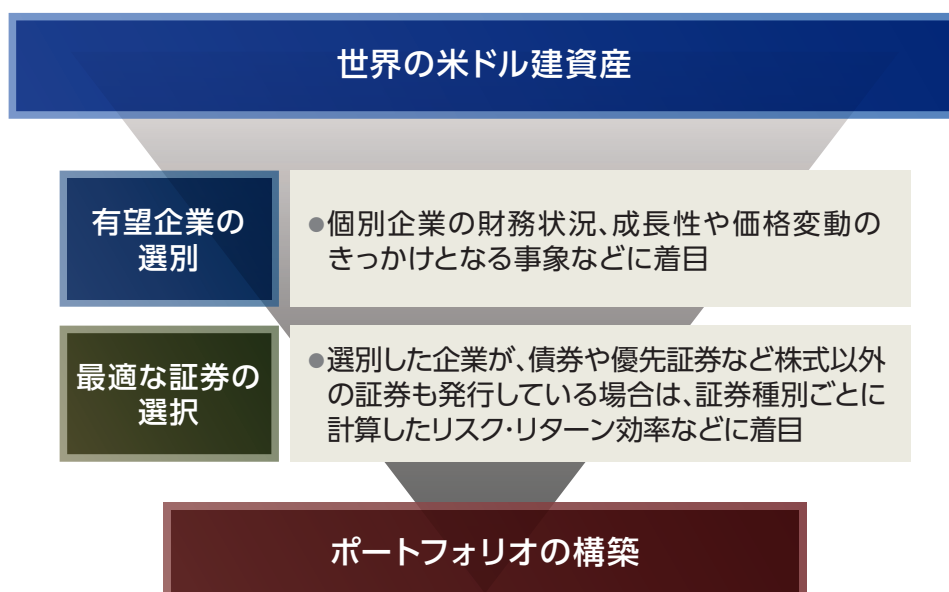 世界の米ドル建資産
有望企業の
選別
●個別企業の財務状況、成長性や価格変動の
きっかけとなる事象などに着目
最適な証券の
選択
●選別した企業が、債券や優先証券など株式以外
の証券も発行している場合は、証券種別ごとに
計算したリスク・リターン効率などに着目
ポートフォリオの構築